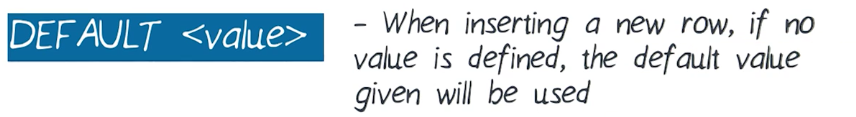 DEFAULT <value>
- When inserting a new row, if no
value is defined, the default value
given will be used